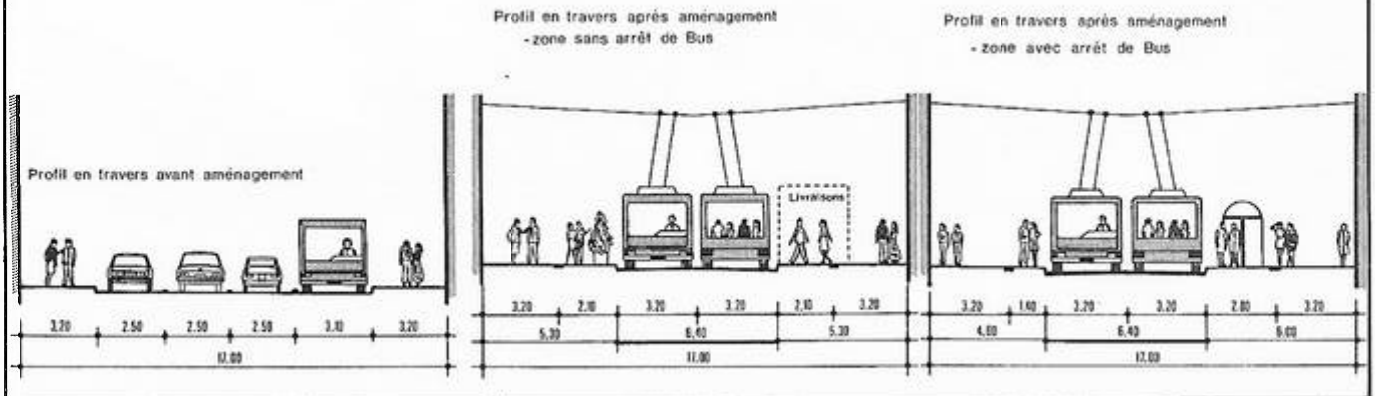 Profil en travers aprés aménagement
- zone sans arrêt de Bus
Profil en travers après aménagement
- zone avec arrêt de Bus
Profil en travers avant aménagement
Livraisons
3,20 2,50 2,50 2,50 3,10 3,20
17,00
3,20 2,10 3,20 3,20 2,10 3,20
5,30 6,40 5,30
17,00
3,20 1,40 3,20 3,20 2,80 3,20
4,60 6,40 6,00
17,00